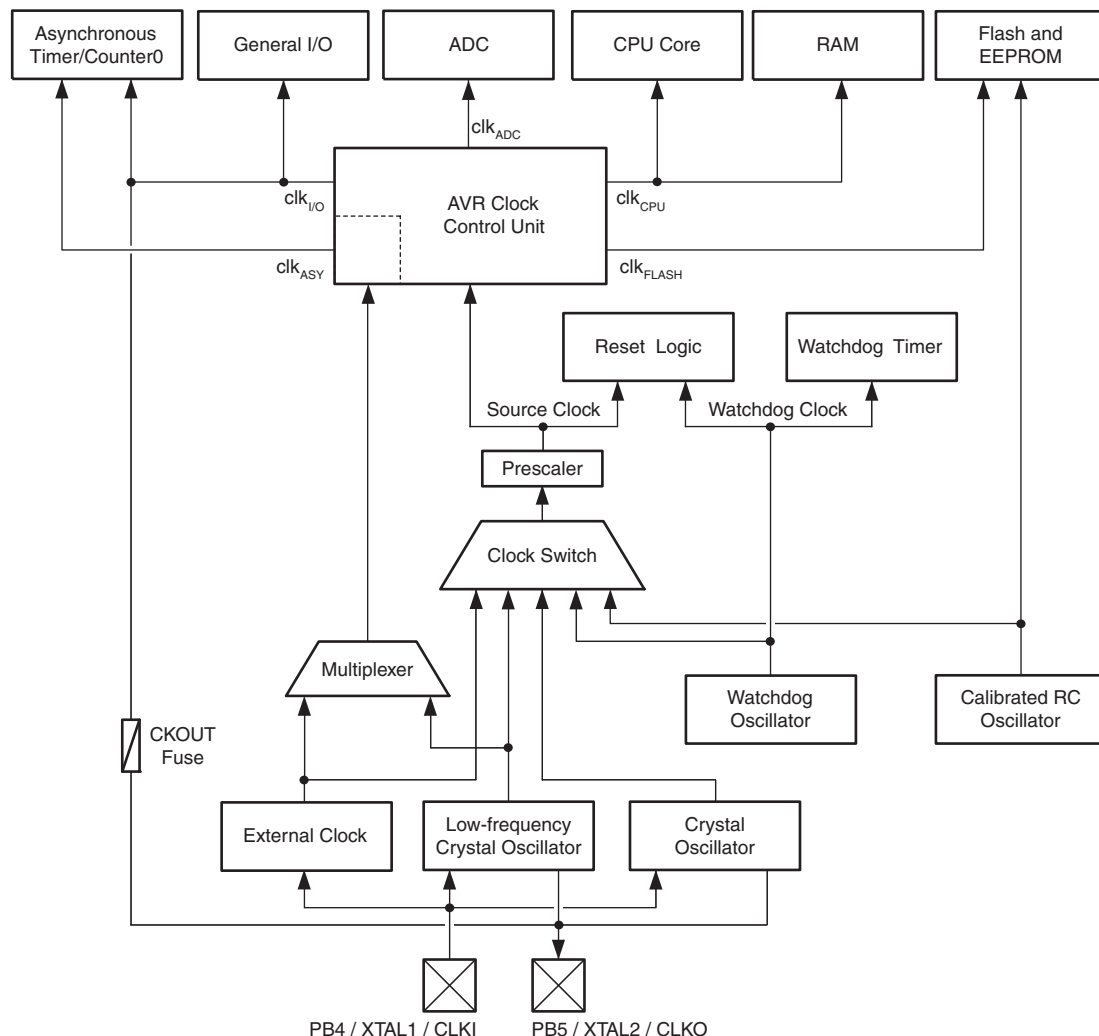 Asynchronous
Timer/Counter0
General I/O
ADC
CPU Core
RAM
Flash and
EEPROM
clkADC
clkI/O
AVR Clock
Control Unit
clkCPU
clkASY
clkFLASH
Reset Logic
Watchdog Timer
Source Clock
Watchdog Clock
Prescaler
Clock Switch
Multiplexer
Watchdog
Oscillator
Calibrated RC
Oscillator
CKOUT
Fuse
External Clock
Low-frequency
Crystal Oscillator
Crystal
Oscillator
PB4 / XTAL1 / CLKI
PB5 / XTAL2 / CLKO